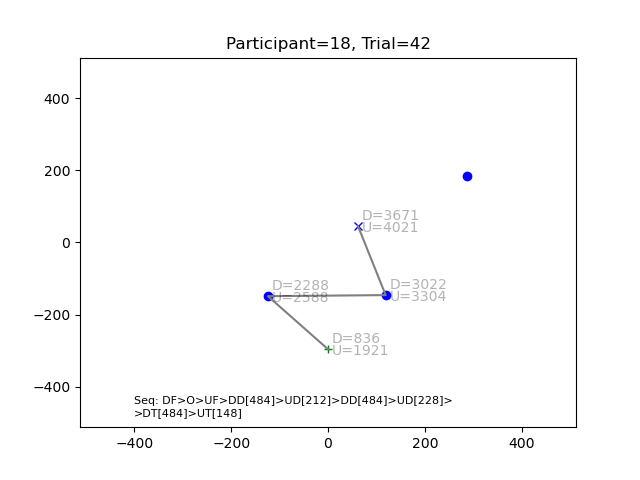 Participant=18, Trial=42
400
200
0
−200
−400
D=3671
U=4021
D=2288
U=2588
D=3022
U=3304
D=836
U=1921
Seq: DF>O>UF>DD[484]>UD[212]>DD[484]>UD[228]>
>DT[484]>UT[148]
−400 −200 0 200 400